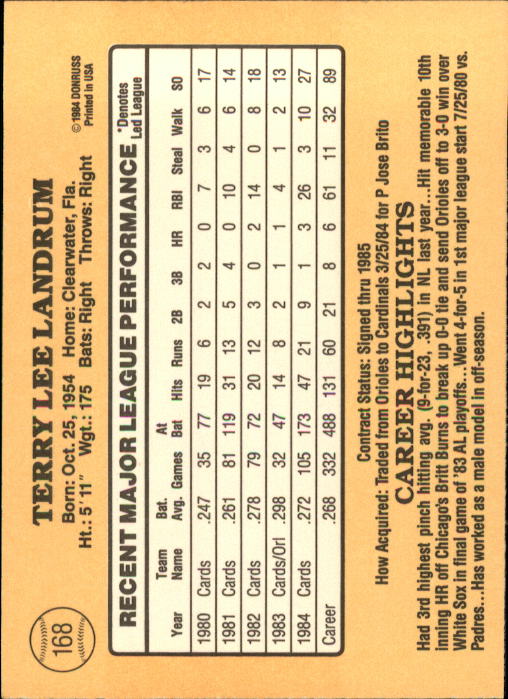 168
TERRY LEE LANDRUM
Born: Oct. 25, 1954 Home: Clearwater, Fla.
Ht.: 5'11" Wgt.: 175 Bats: Right Throws: Right
© 1984 DONRUSS
Printed in USA
RECENT MAJOR LEAGUE PERFORMANCE
*Denotes
Led League
Team Bat. At
Year Name Avg. Games Bat Hits Runs 2B 3B HR RBI Steal Walk SO
1980 Cards .247 35 77 19 6 2 2 0 7 3 6 17
1981 Cards .261 81 119 31 13 5 4 0 10 4 6 14
1982 Cards .278 79 72 20 12 3 0 2 14 0 8 18
1983 Cards/Orl .298 32 47 14 8 2 1 1 4 1 2 13
1984 Cards .272 105 173 47 21 9 1 3 26 3 10 27
Career .268 332 488 131 60 21 8 6 61 11 32 89
Contract Status: Signed thru 1985
How Acquired: Traded from Orioles to Cardinals 3/25/84 for P Jose Brito
CAREER HIGHLIGHTS
Had 3rd highest pinch hitting avg. (9-for-23, .391) in NL last year...Hit memorable 10th
inning HR off Chicago's Britt Burns to break up 0-0 tie and send Orioles off to 3-0 win over
White Sox in final game of '83 AL playoffs...Went 4-for-5 in 1st major league start 7/25/80 vs.
Padres...Has worked as a male model in off-season.